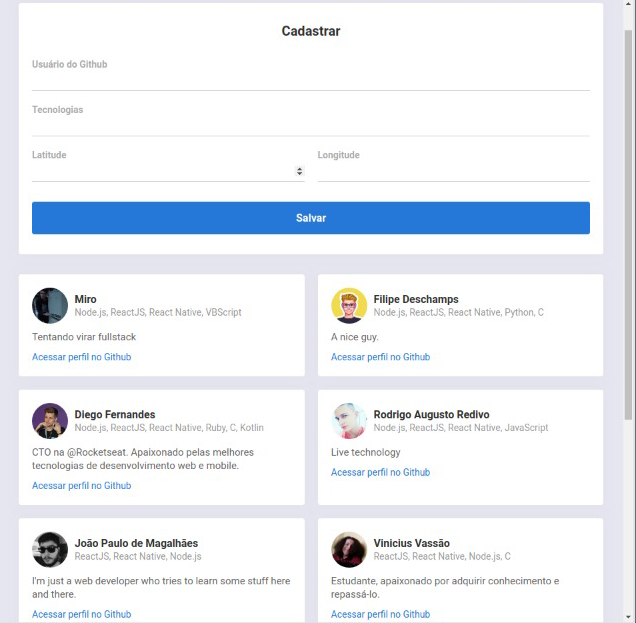 Cadastrar
Usuário do Github
Tecnologias
Latitude
Longitude
Salvar
Miro
Node.js, ReactJS, React Native, VBScript
Tentando virar fullstack
Acessar perfil no Github
Filipe Deschamps
Node.js, ReactJS, React Native, Python, C
A nice guy.
Acessar perfil no Github
Diego Fernandes
Node.js, ReactJS, React Native, Ruby, C, Kotlin
CTO na @Rocketseat. Apaixonado pelas melhores
tecnologias de desenvolvimento web e mobile.
Acessar perfil no Github
Rodrigo Augusto Redivo
Node.js, ReactJS, React Native, JavaScript
Live technology
Acessar perfil no Github
João Paulo de Magalhães
ReactJS, React Native, Node.js
I'm just a web developer who tries to learn some stuff here
and there.
Acessar perfil no Github
Vinicius Vassão
ReactJS, React Native, Node.js, C
Estudante, apaixonado por adquirir conhecimento e
repassá-lo.
Acessar perfil no Github